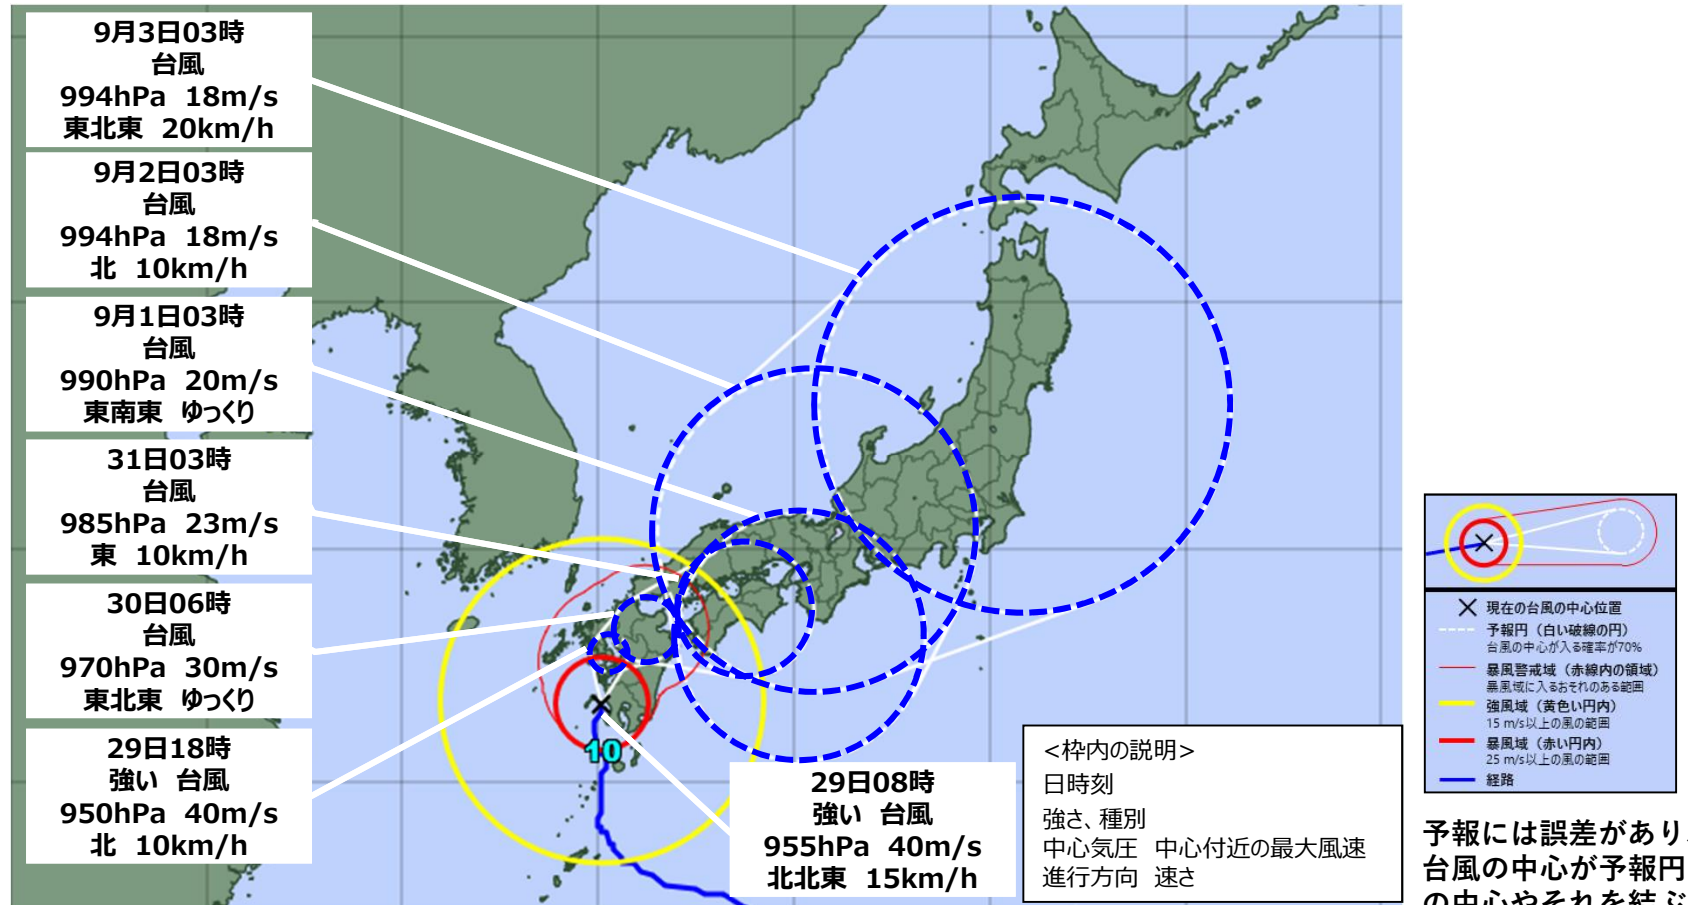 9月3日03時
台風
994hPa 18m/s
東北東 20km/h
9月2日03時
台風
994hPa 18m/s
北 10km/h
9月1日03時
台風
990hPa 20m/s
東南東 ゆっくり
31日03時
台風
985hPa 23m/s
東 10km/h
30日06時
台風
970hPa 30m/s
東北東 ゆっくり
29日18時
強い 台風
950hPa 40m/s
北 10km/h
10
29日08時
強い 台風
955hPa 40m/s
北北東 15km/h
<枠内の説明>
日時刻
強さ、種別
中心気圧 中心付近の最大風速
進行方向 速さ
現在の台風の中心位置
予報円（白い破線の円）
台風の中心が入る確率が70%
暴風警戒域（赤線内の領域）
暴風域に入るおそれのある範囲
強風域（黄色い円内）
15 m/s以上の風の範囲
暴風域（赤い円内）
25 m/s以上の風の範囲
経路
予報には誤差があり、
台風の中心が予報円
の中心やそれを結ぶ